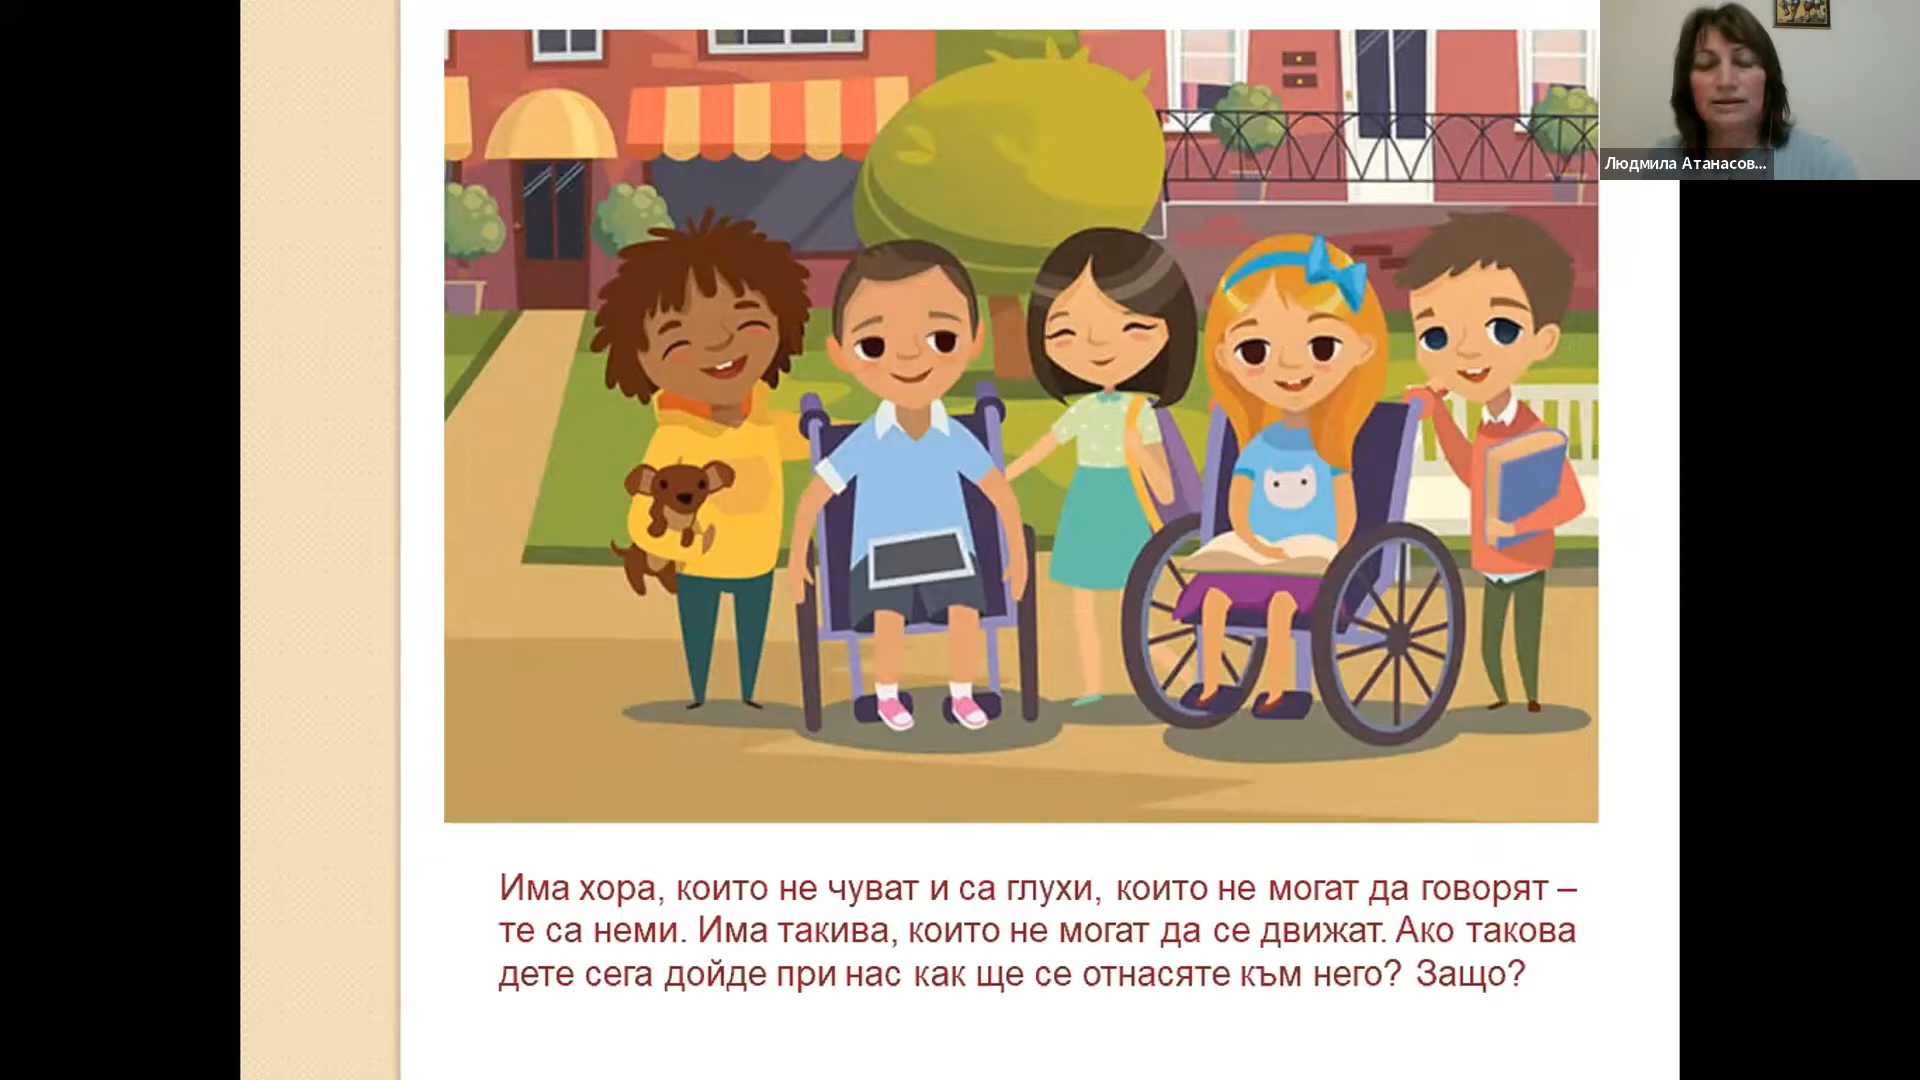 Людмила Атанасов...
Има хора, които не чуват и са глухи, които не могат да говорят –
те са неми. Има такива, които не могат да се движат. Ако такова
дете сега дойде при нас как ще се отнасяте към него? Защо?